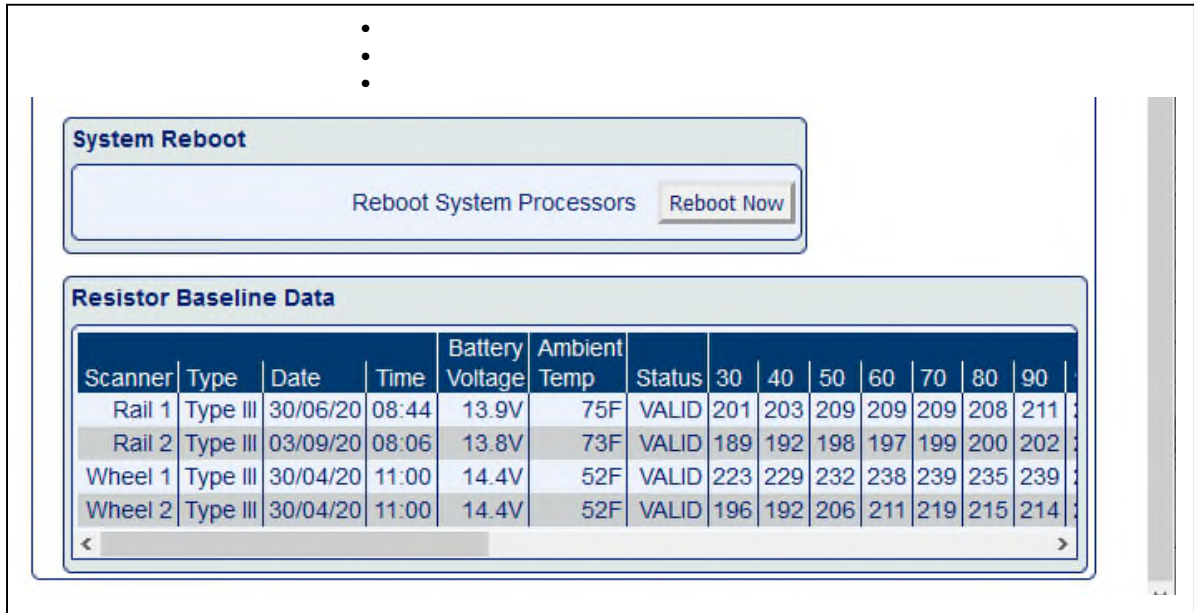 System Reboot
Reboot System Processors Reboot Now
Resistor Baseline Data
Battery Ambient
Scanner Type Date Time Voltage Temp Status 30 40 50 60 70 80 90
Rail 1 Type III 30/06/20 08:44 13.9V 75F VALID 201 203 209 209 209 208 211
Rail 2 Type III 03/09/20 08:06 13.8V 73F VALID 189 192 198 197 199 200 202
Wheel 1 Type III 30/04/20 11:00 14.4V 52F VALID 223 229 232 238 239 235 239
Wheel 2 Type III 30/04/20 11:00 14.4V 52F VALID 196 192 206 211 219 215 214